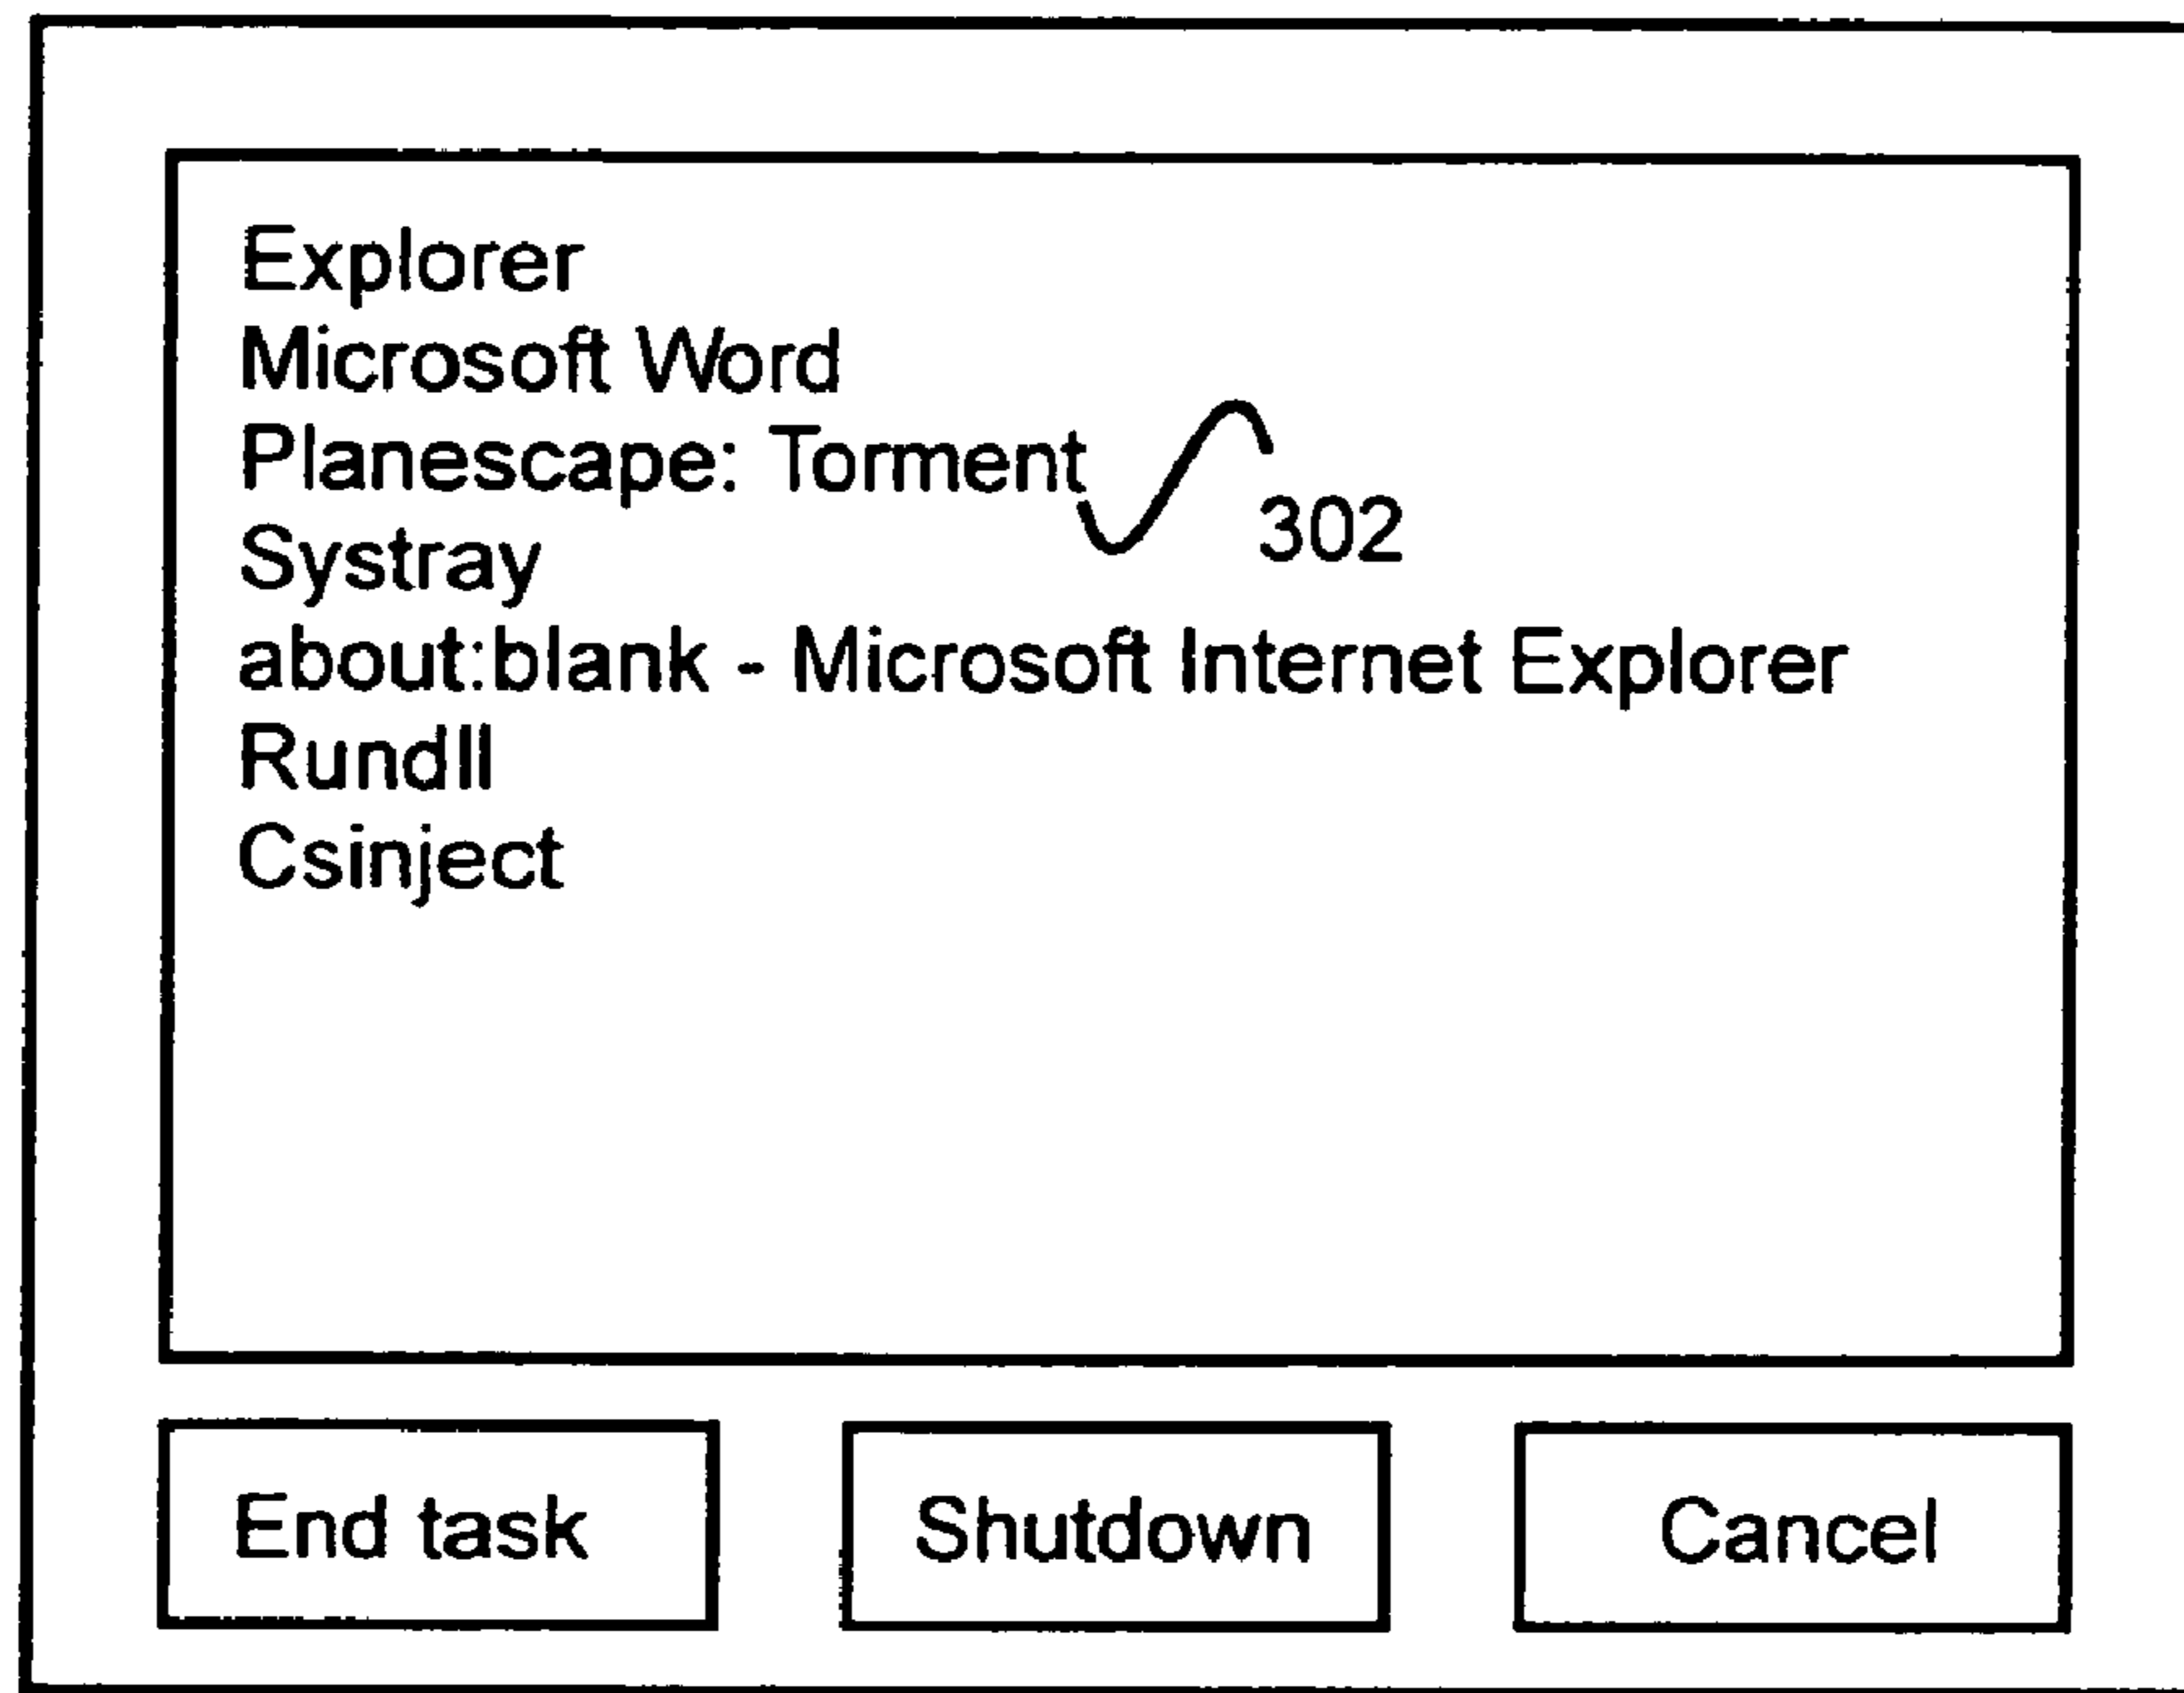 Explorer
Microsoft Word
Planescape: Torment
302
Systray
about:blank - Microsoft Internet Explorer
Rundll
Csinject
End task
Shutdown
Cancel